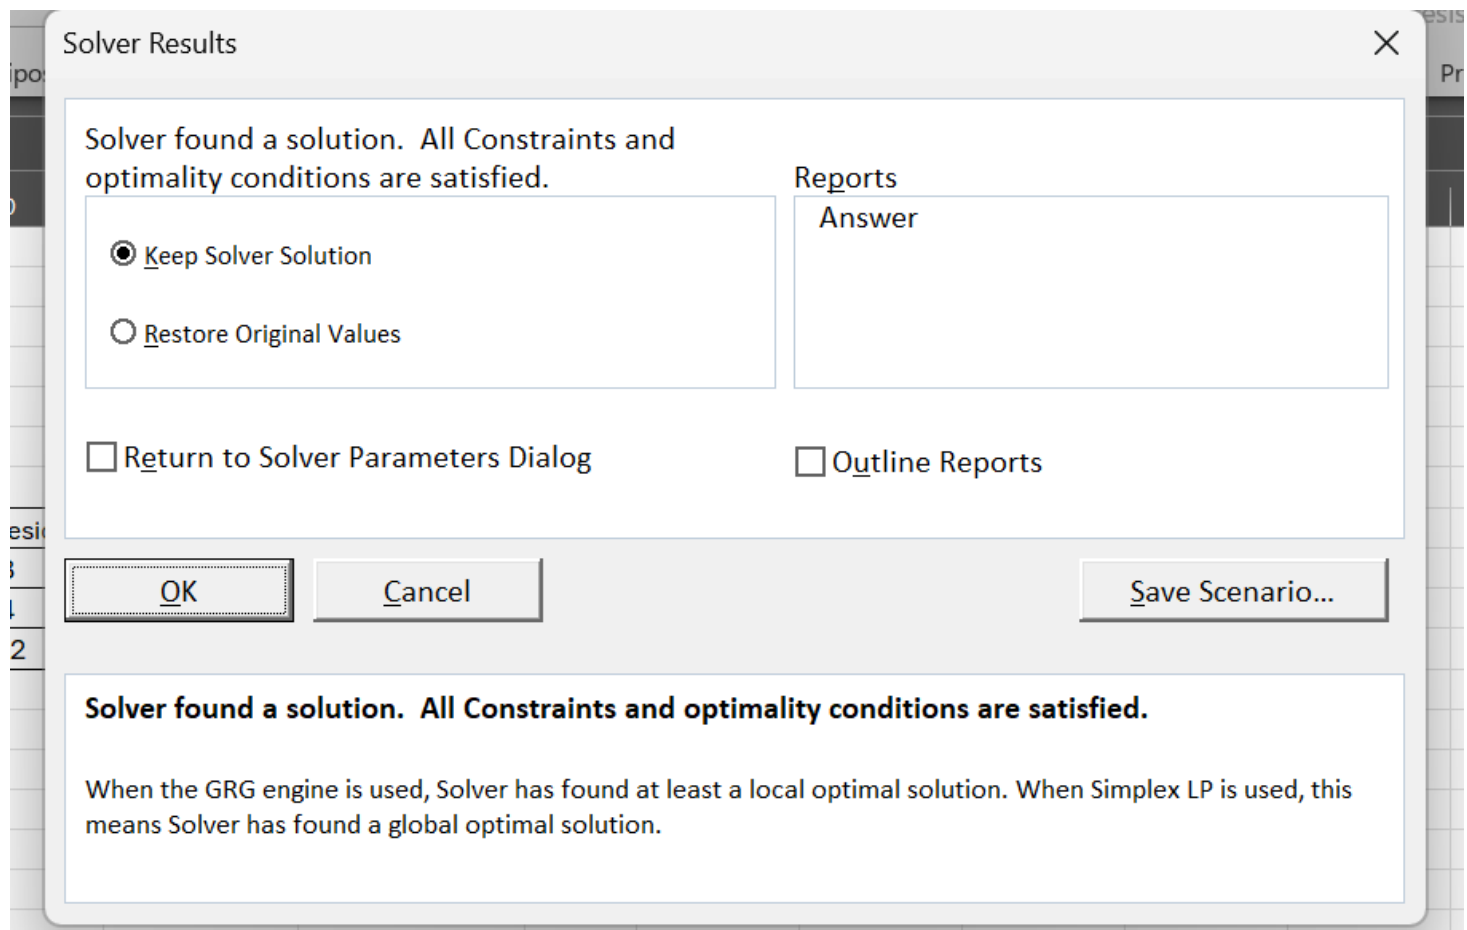 Solver Results
Solver found a solution.  All Constraints and
optimality conditions are satisfied.
Reports
Keep Solver Solution
Answer
Restore Original Values
Return to Solver Parameters Dialog
Outline Reports
OK
Cancel
Save Scenario...
Solver found a solution.  All Constraints and optimality conditions are satisfied.
When the GRG engine is used, Solver has found at least a local optimal solution. When Simplex LP is used, this
means Solver has found a global optimal solution.